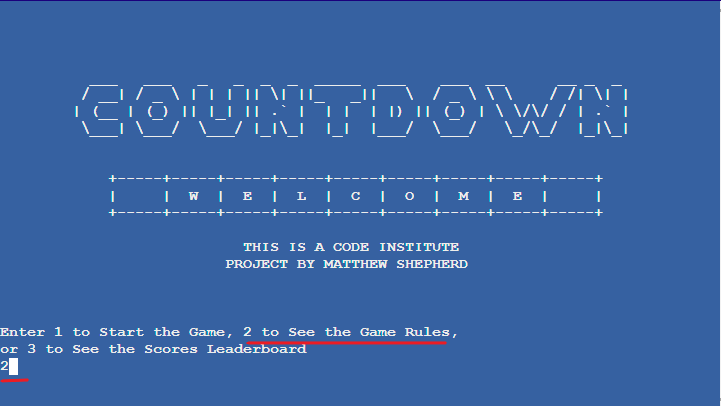 COUNTDOWN
W E L C O M E
THIS IS A CODE INSTITUTE
PROJECT BY MATTHEW SHEPHERD
Enter 1 to Start the Game, 2 to See the Game Rules,
or 3 to See the Scores Leaderboard
2